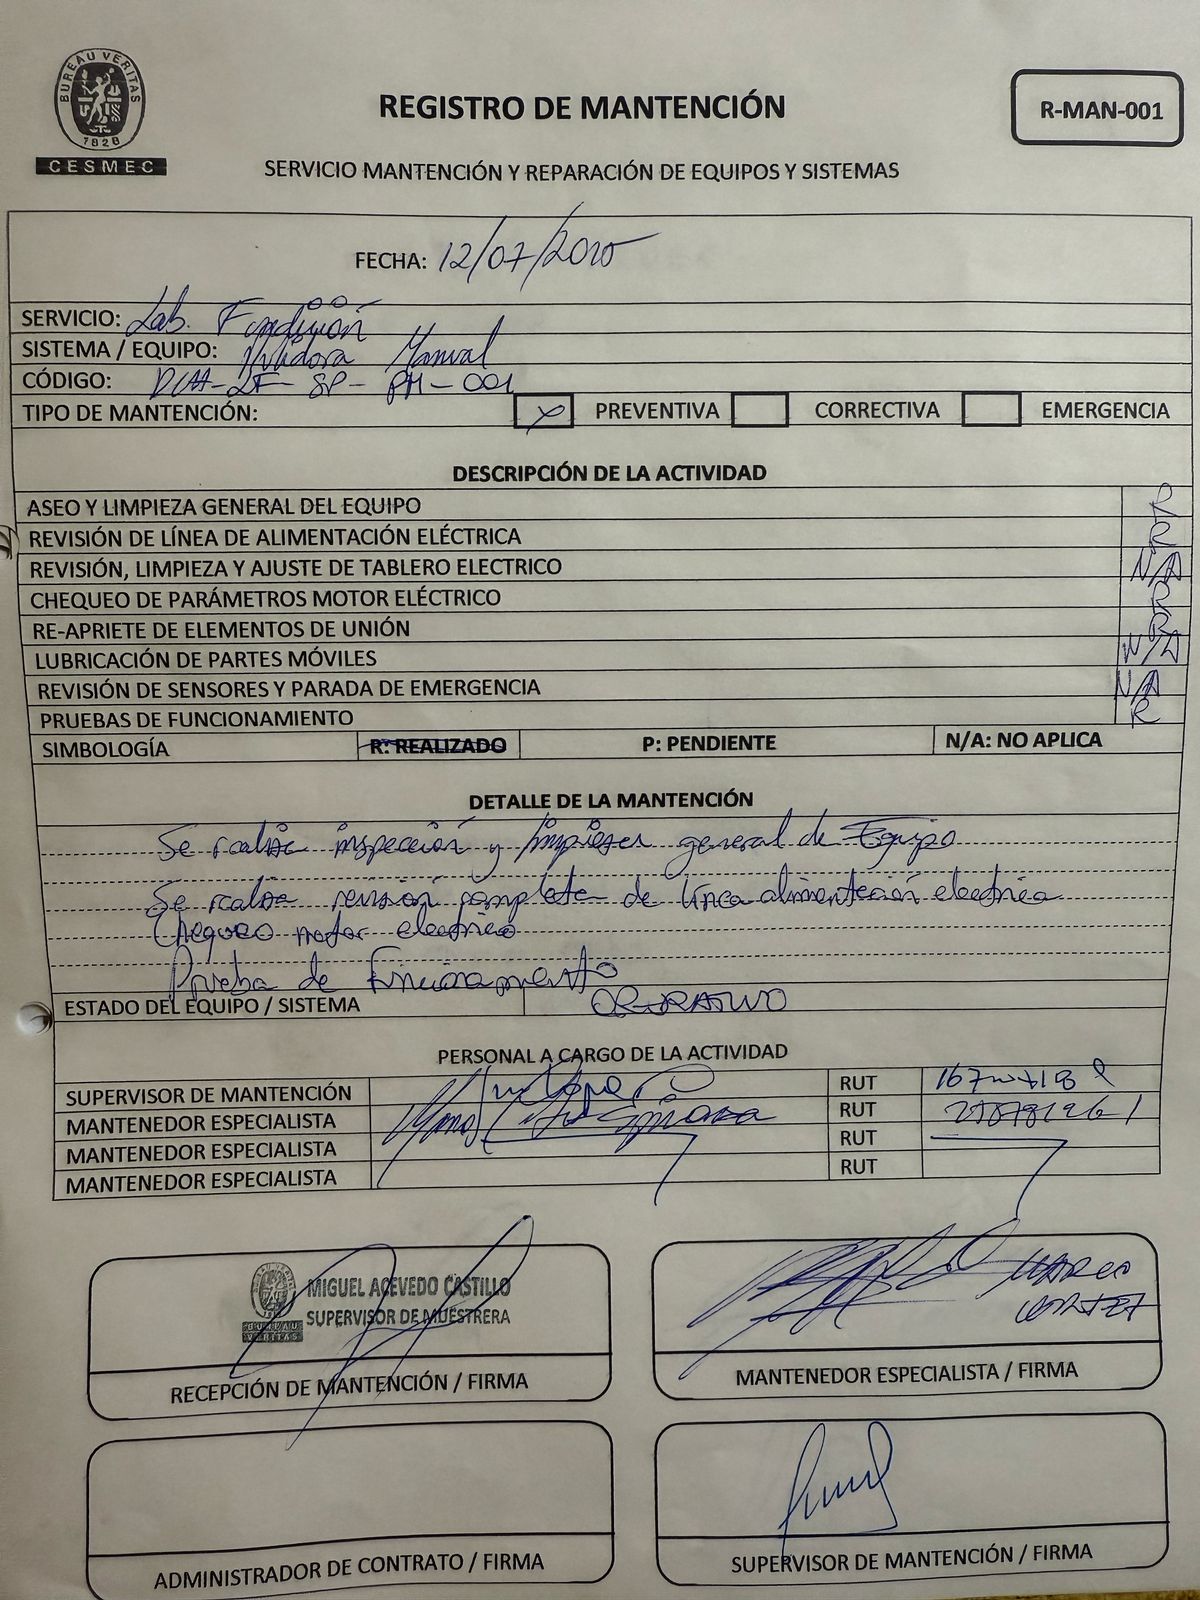 BUREAU VERITAS
1828
CESMEC
REGISTRO DE MANTENCIÓN
R-MAN-001
SERVICIO MANTENCIÓN Y REPARACIÓN DE EQUIPOS Y SISTEMAS
FECHA: 12/07/2020
SERVICIO: Lab. Fundición
SISTEMA / EQUIPO: Manual
CÓDIGO:
TIPO DE MANTENCIÓN: X PREVENTIVA CORRECTIVA EMERGENCIA
DESCRIPCIÓN DE LA ACTIVIDAD
ASEO Y LIMPIEZA GENERAL DEL EQUIPO R
REVISIÓN DE LÍNEA DE ALIMENTACIÓN ELÉCTRICA R
REVISIÓN, LIMPIEZA Y AJUSTE DE TABLERO ELECTRICO N/A
CHEQUEO DE PARÁMETROS MOTOR ELÉCTRICO R
RE-APRIETE DE ELEMENTOS DE UNIÓN R
LUBRICACIÓN DE PARTES MÓVILES N/A
REVISIÓN DE SENSORES Y PARADA DE EMERGENCIA N/A
PRUEBAS DE FUNCIONAMIENTO R
SIMBOLOGÍA R: REALIZADO P: PENDIENTE N/A: NO APLICA
DETALLE DE LA MANTENCIÓN
Se realiza inspección y limpieza general de Equipo
Se realiza revisión completa de linea alimentación electrica
Chequeo motor electrico
Prueba de Funcionamiento
ESTADO DEL EQUIPO / SISTEMA OPERATIVO
PERSONAL A CARGO DE LA ACTIVIDAD
SUPERVISOR DE MANTENCIÓN RUT
MANTENEDOR ESPECIALISTA RUT
MANTENEDOR ESPECIALISTA RUT
MANTENEDOR ESPECIALISTA RUT
BUREAU VERITAS
MIGUEL ACEVEDO CASTILLO
SUPERVISOR DE MUESTRERA
RECEPCIÓN DE MANTENCIÓN / FIRMA
MARCO
MANTENEDOR ESPECIALISTA / FIRMA
ADMINISTRADOR DE CONTRATO / FIRMA
SUPERVISOR DE MANTENCIÓN / FIRMA